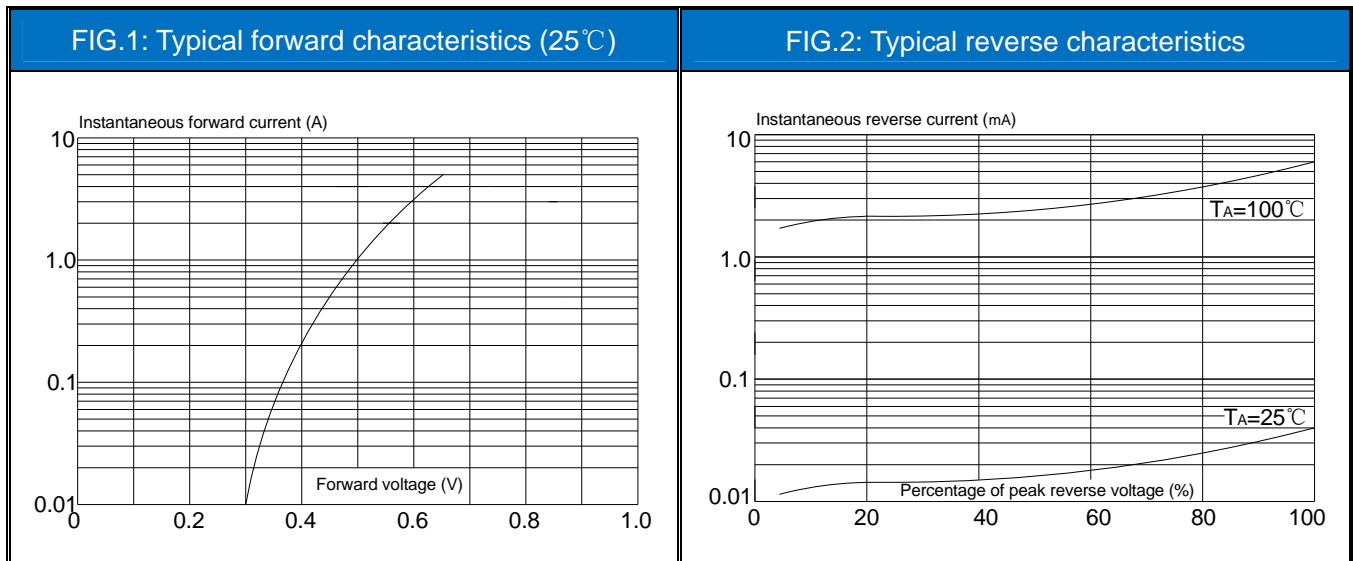 FIG.1: Typical forward characteristics (25℃)
Instantaneous forward current (A)
10
1.0
0.1
0.01
Forward voltage (V)
0 0.2 0.4 0.6 0.8 1.0
FIG.2: Typical reverse characteristics
Instantaneous reverse current (mA)
10
TA=100℃
1.0
0.1
TA=25℃
0.01
Percentage of peak reverse voltage (%)
0 20 40 60 80 100